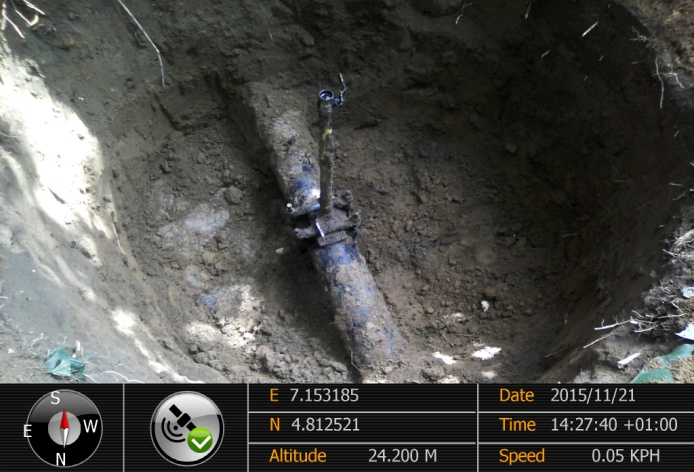 S
E W
N
E 7.153185
N 4.812521
Altitude 24.200 M
Date 2015/11/21
Time 14:27:40 +01:00
Speed 0.05 KPH